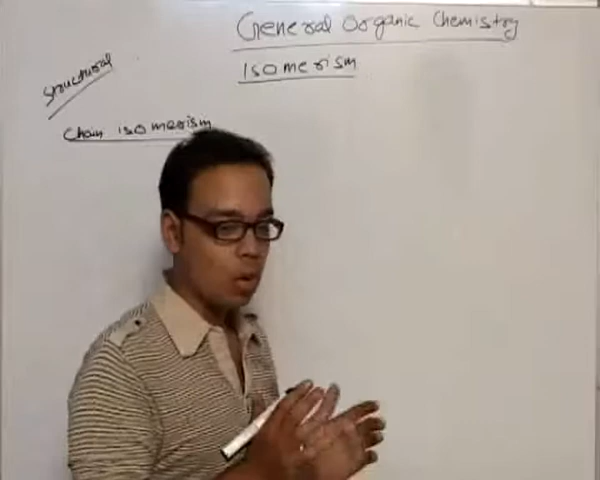 General Organic Chemistry
Isomerism
Structural
Chain isomerism